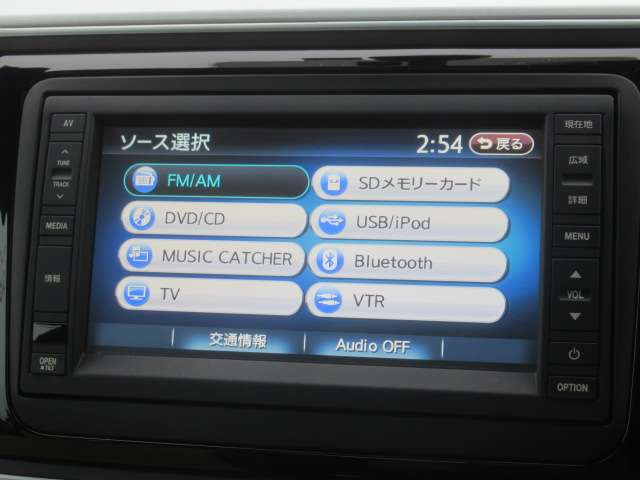 AV
TUNE
TRACK
MEDIA
情報
OPEN
TILT
ソース選択
2:54
戻る
FM/AM
SDメモリーカード
DVD/CD
USB/iPod
MUSIC CATCHER
Bluetooth
TV
VTR
交通情報
Audio OFF
現在地
広域
詳細
MENU
VOL
OPTION